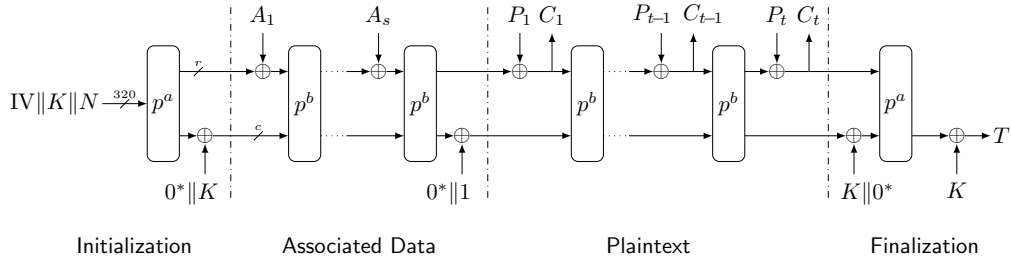 A₁ Aₛ P₁ C₁ Pₜ₋₁ Cₜ₋₁ Pₜ Cₜ
r
IV∥K∥N 320 pᵃ pᵇ ······ pᵇ pᵇ ······ pᵇ pᵃ
c ······ ······ T
0*∥K 0*∥1 K∥0* K
Initialization Associated Data Plaintext Finalization